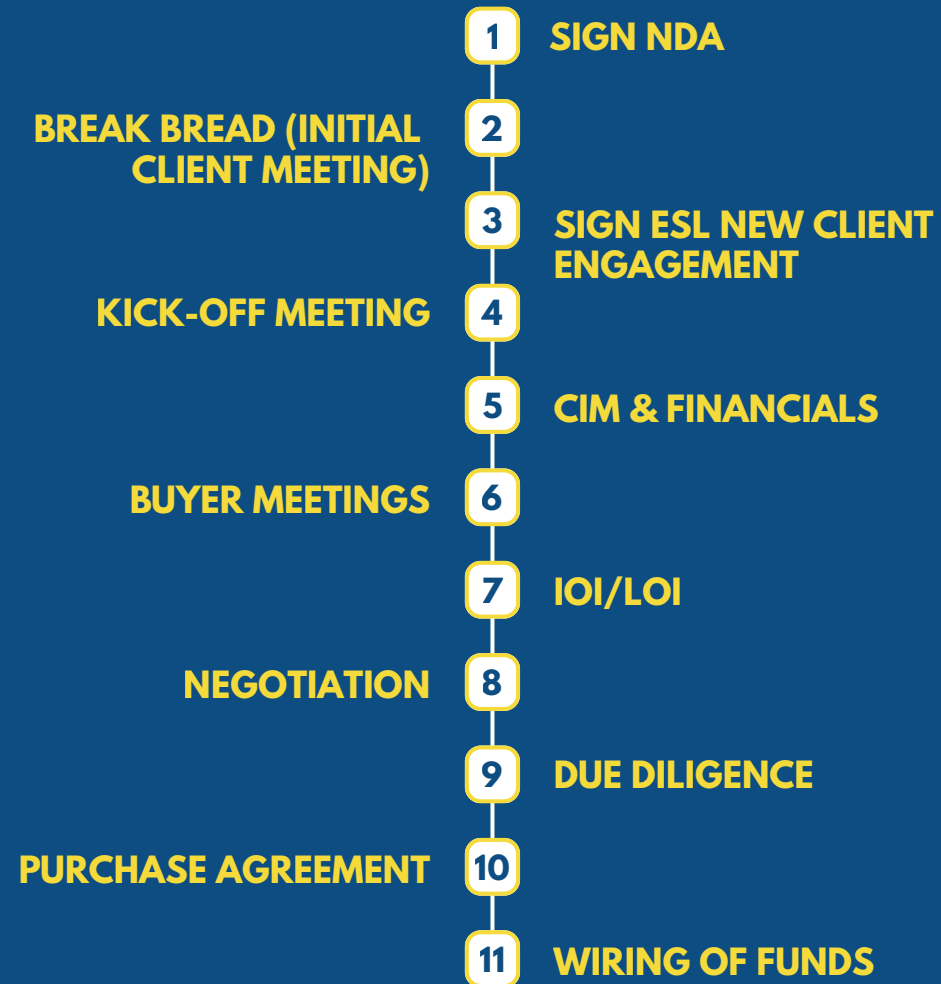 1
SIGN NDA
2
BREAK BREAD (INITIAL
CLIENT MEETING)
3
SIGN ESL NEW CLIENT
ENGAGEMENT
4
KICK-OFF MEETING
5
CIM & FINANCIALS
6
BUYER MEETINGS
7
IOI/LOI
8
NEGOTIATION
9
DUE DILIGENCE
10
PURCHASE AGREEMENT
11
WIRING OF FUNDS